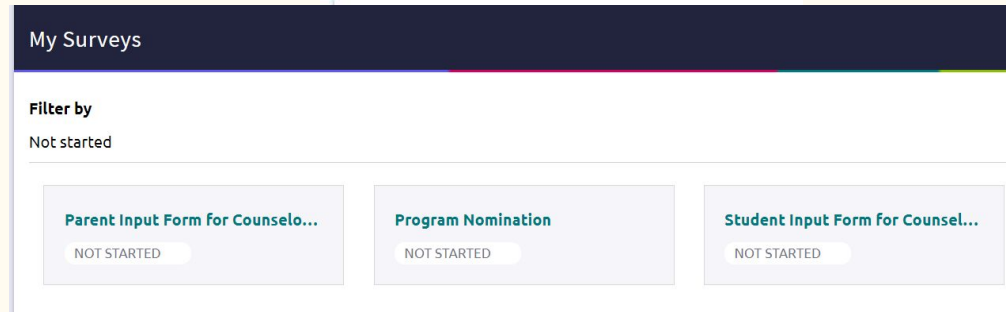 My Surveys
Filter by
Not started
Parent Input Form for Counselo...
NOT STARTED
Program Nomination
NOT STARTED
Student Input Form for Counsel...
NOT STARTED